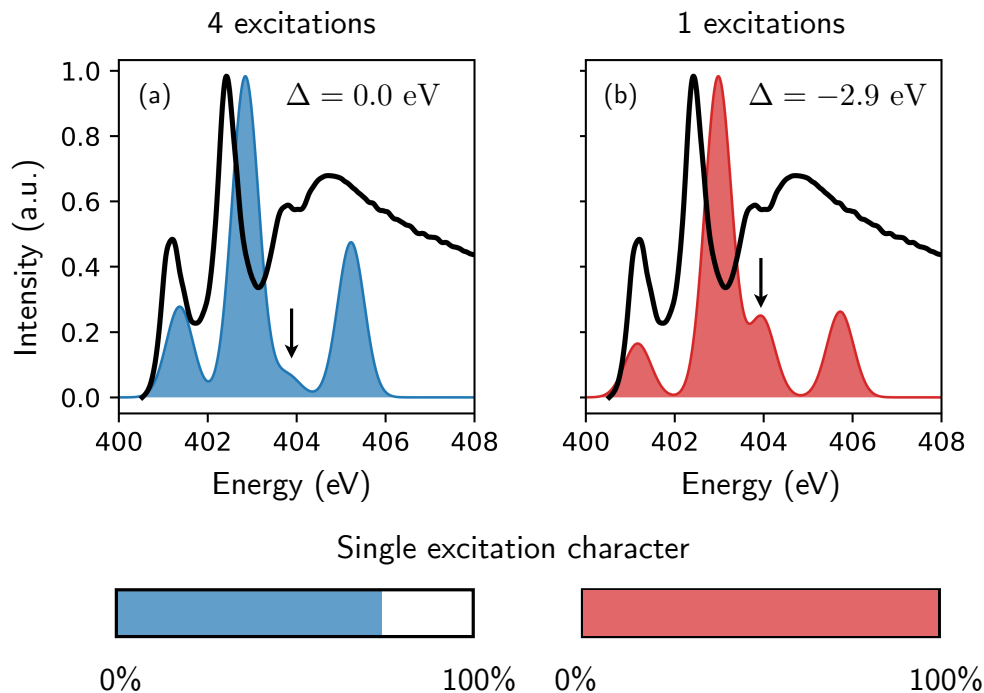 4 excitations
1 excitations
(a)
Δ = 0.0 eV
(b)
Δ = −2.9 eV
1.0
0.8
0.6
0.4
0.2
0.0
Intensity (a.u.)
400 402 404 406 408
400 402 404 406 408
Energy (eV)
Energy (eV)
Single excitation character
0% 100%
0% 100%